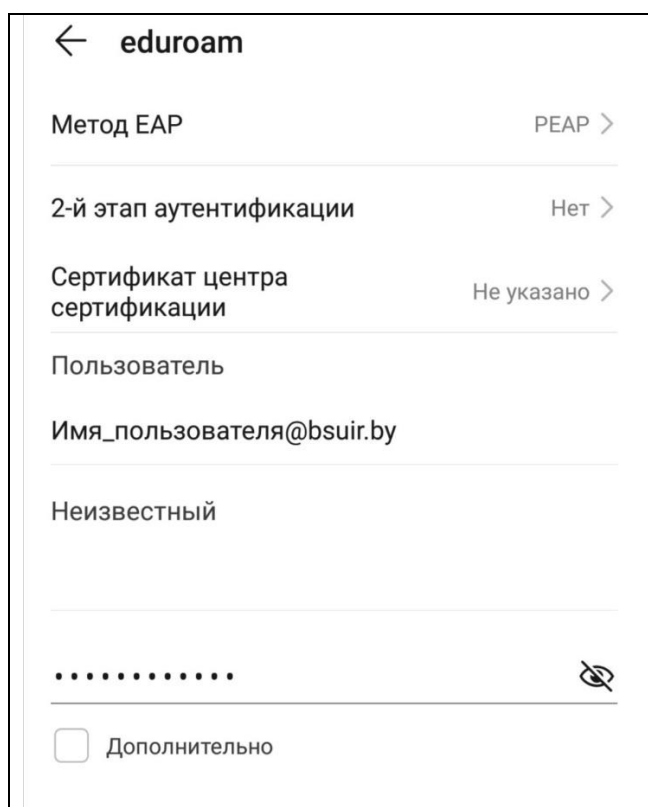 eduroam
Метод EAP
PEAP
2-й этап аутентификации
Нет
Сертификат центра
сертификации
Не указано
Пользователь
Имя_пользователя@bsuir.by
Неизвестный
••••••••••••
Дополнительно